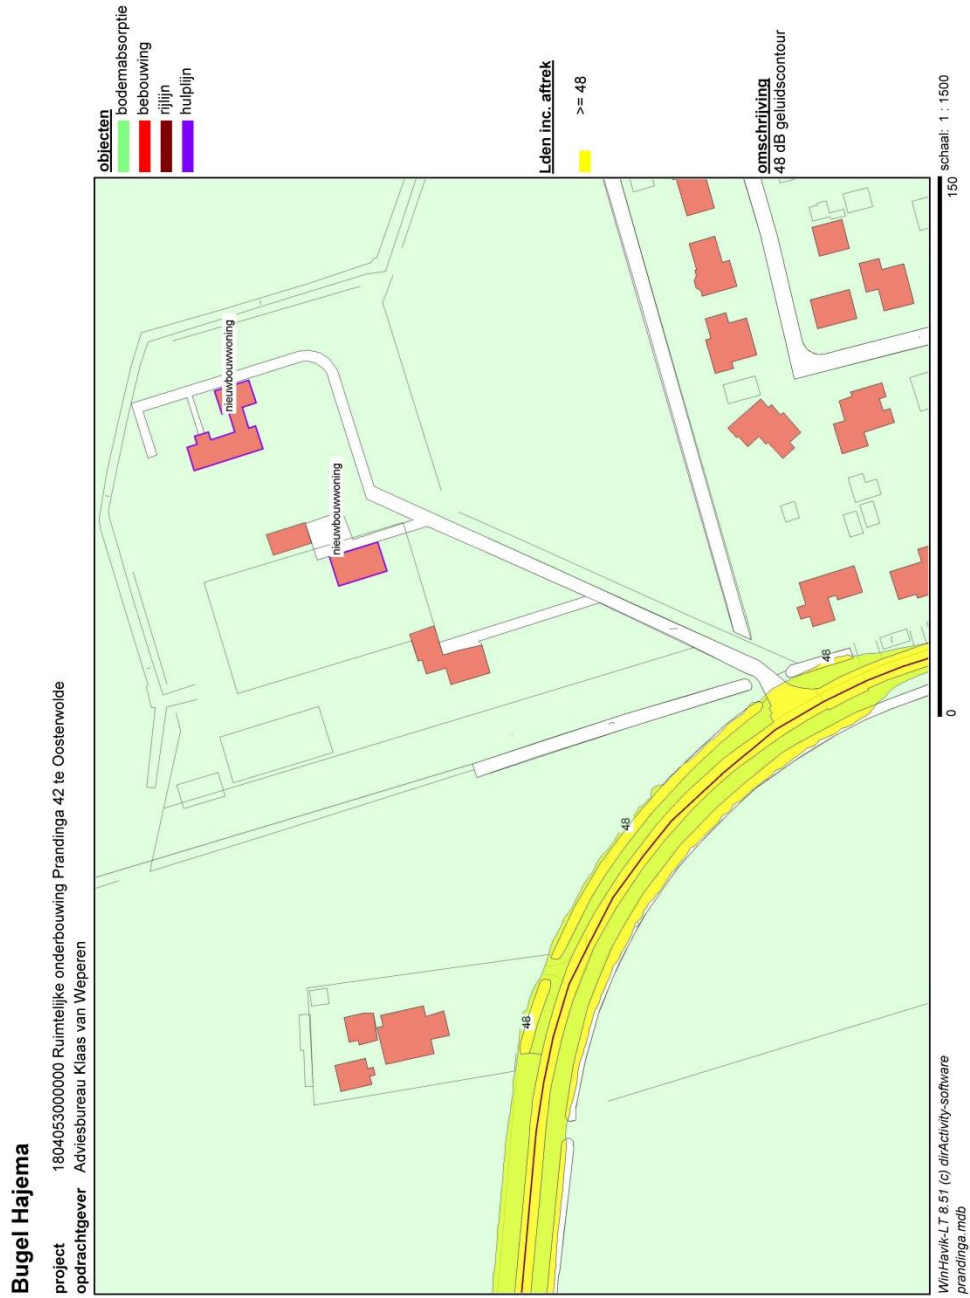 Bugel Hajema
project 1804053000000 Ruimtelijke onderbouwing Prandinga 42 te Oosterwolde
opdrachtgever Adviesbureau Klaas van Weperen
objecten
bodemabsorptie
bebouwing
rijlijn
hulplijn
Lden inc. aftrek
>= 48
omschrijving
48 dB geluidscontour
nieuwbouwwoning
nieuwbouwwoning
48
48
48
0
150
schaal: 1 : 1500
WinHavik-LT 8.51 (c) dirActivity-software
prandinga.mdb